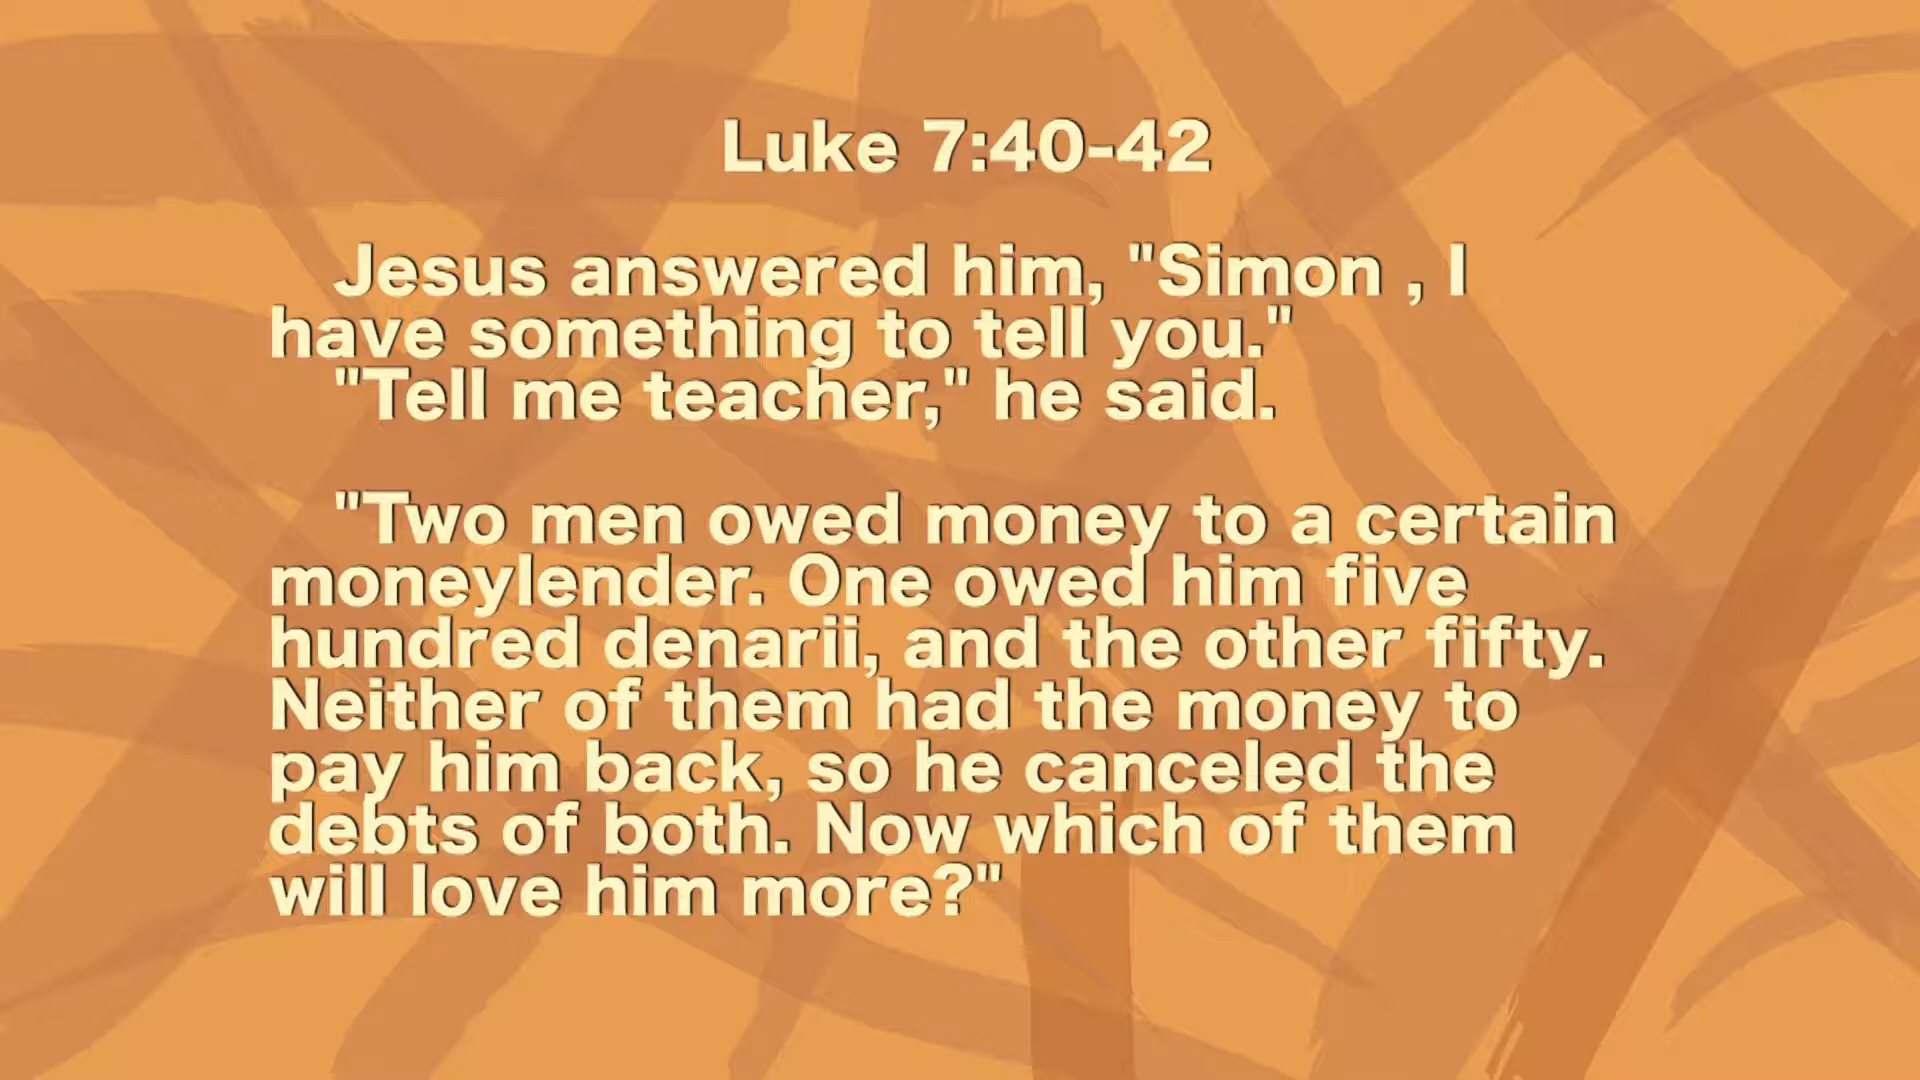 Luke 7:40-42
Jesus answered him, "Simon , I
have something to tell you."
"Tell me teacher," he said.
"Two men owed money to a certain
moneylender. One owed him five
hundred denarii, and the other fifty.
Neither of them had the money to
pay him back, so he canceled the
debts of both. Now which of them
will love him more?"